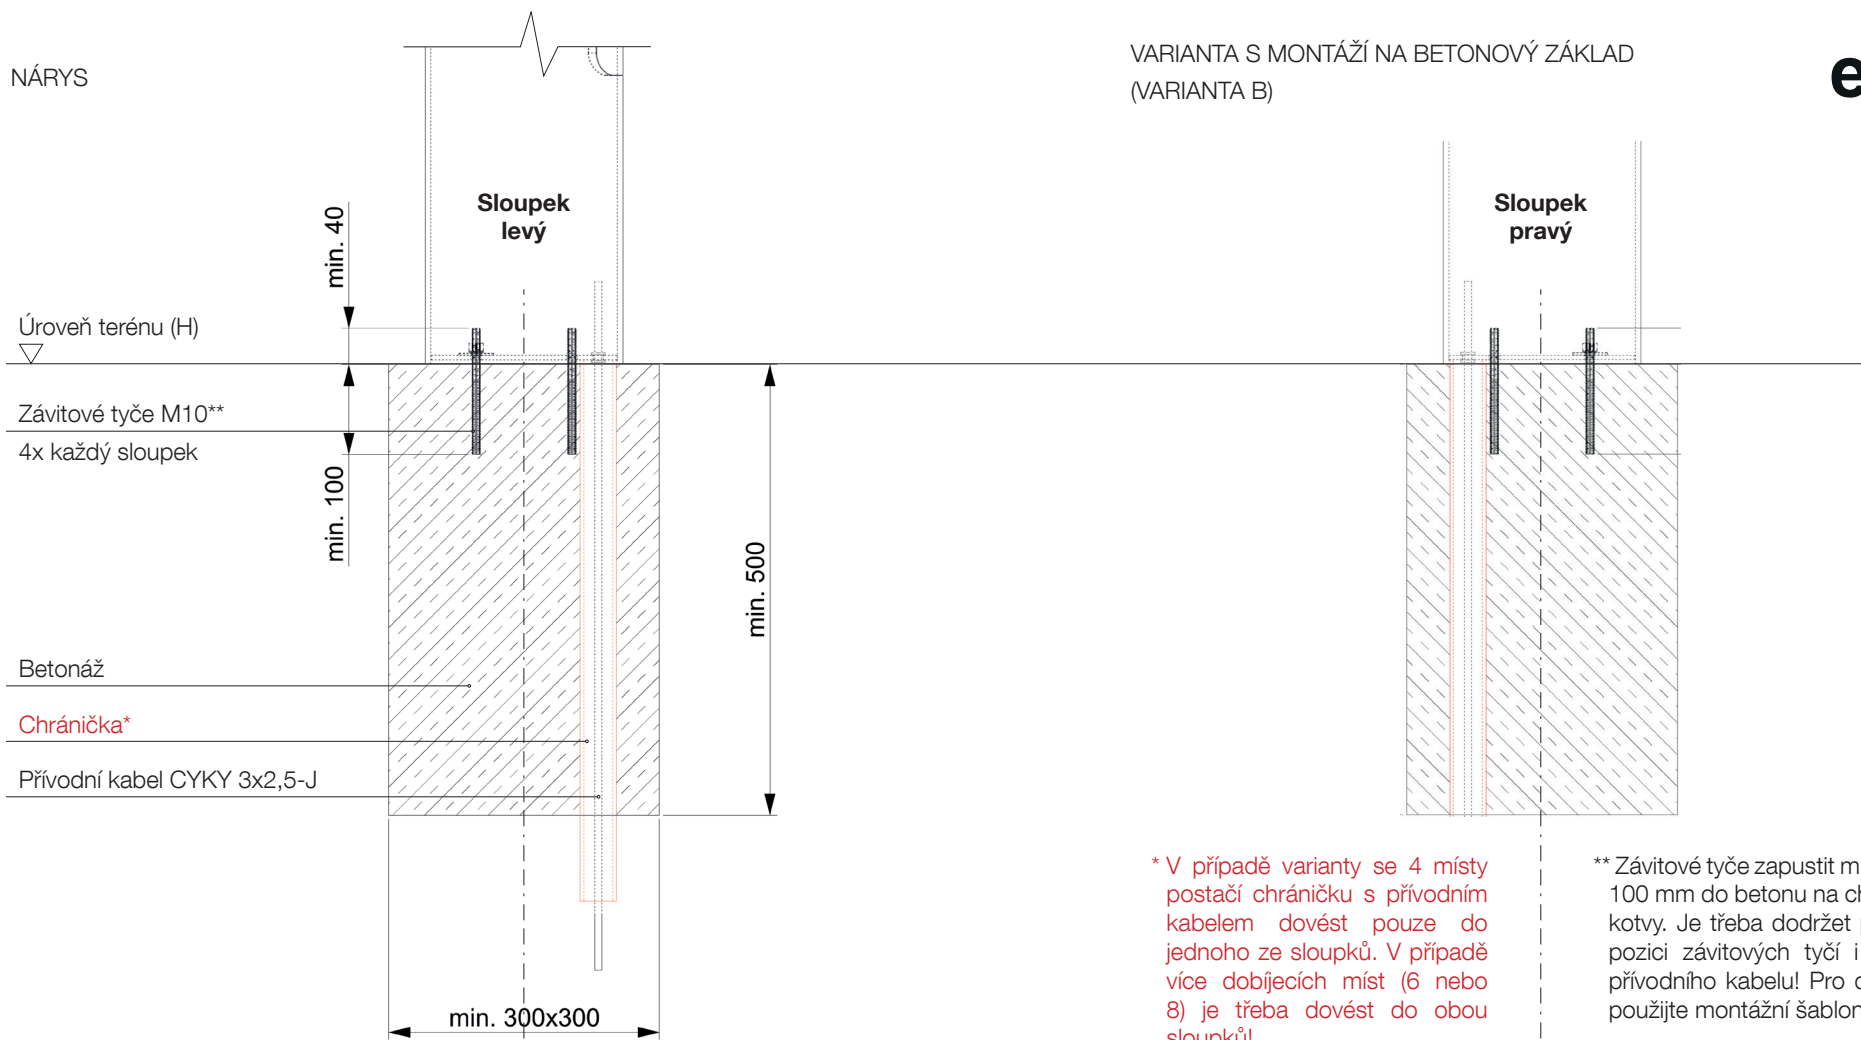 NÁRYS
VARIANTA S MONTÁŽÍ NA BETONOVÝ ZÁKLAD
(VARIANTA B)
e
Sloupek
levý
Sloupek
pravý
min. 40
Úroveň terénu (H)
Závitové tyče M10**
4x každý sloupek
min. 100
min. 500
Betonáž
Chránička*
Přívodní kabel CYKY 3x2,5-J
min. 300x300
* V případě varianty se 4 místy
postačí chráničku s přívodním
kabelem dovést pouze do
jednoho ze sloupků. V případě
více dobíjecích míst (6 nebo
8) je třeba dovést do obou
sloupků!
** Závitové tyče zapustit m
100 mm do betonu na ch
kotvy. Je třeba dodržet
pozici závitových tyčí i
přívodního kabelu! Pro
použijte montážní šablon